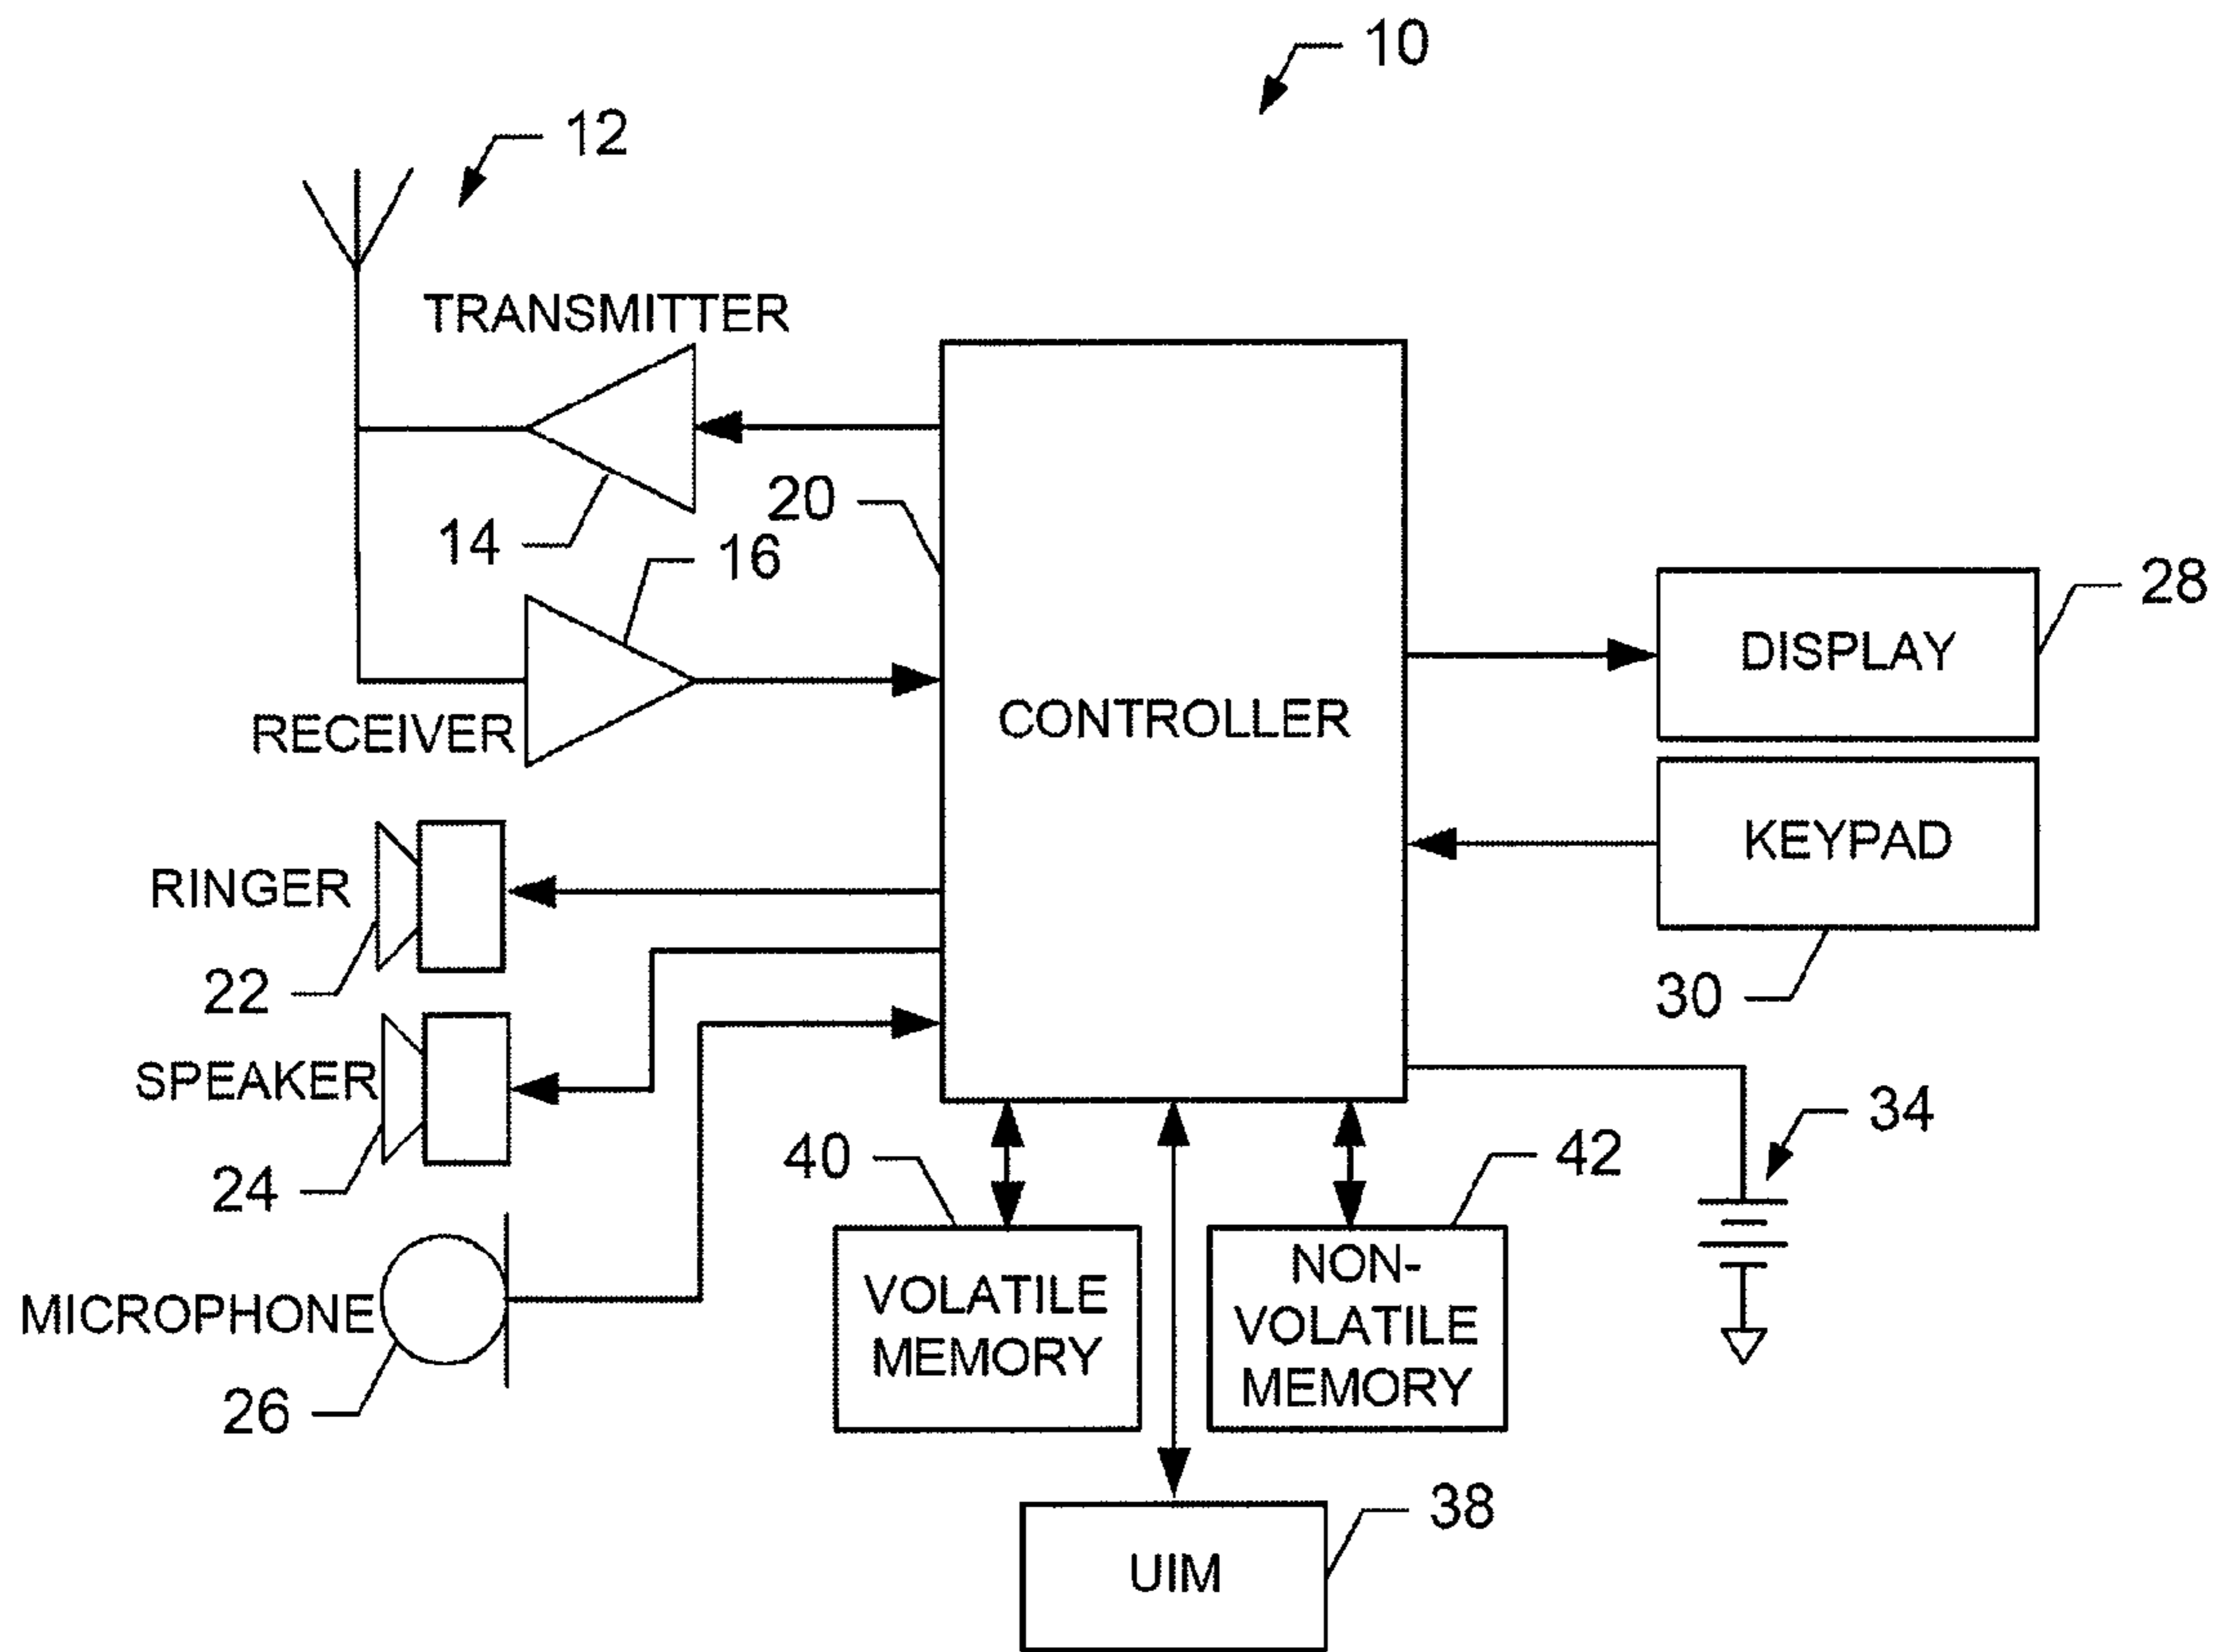 10
12
TRANSMITTER
14
20
16
28
DISPLAY
RECEIVER
CONTROLLER
KEYPAD
RINGER
22
30
SPEAKER
24
34
40
42
MICROPHONE
26
VOLATILE
MEMORY
NON-
VOLATILE
MEMORY
38
UIM